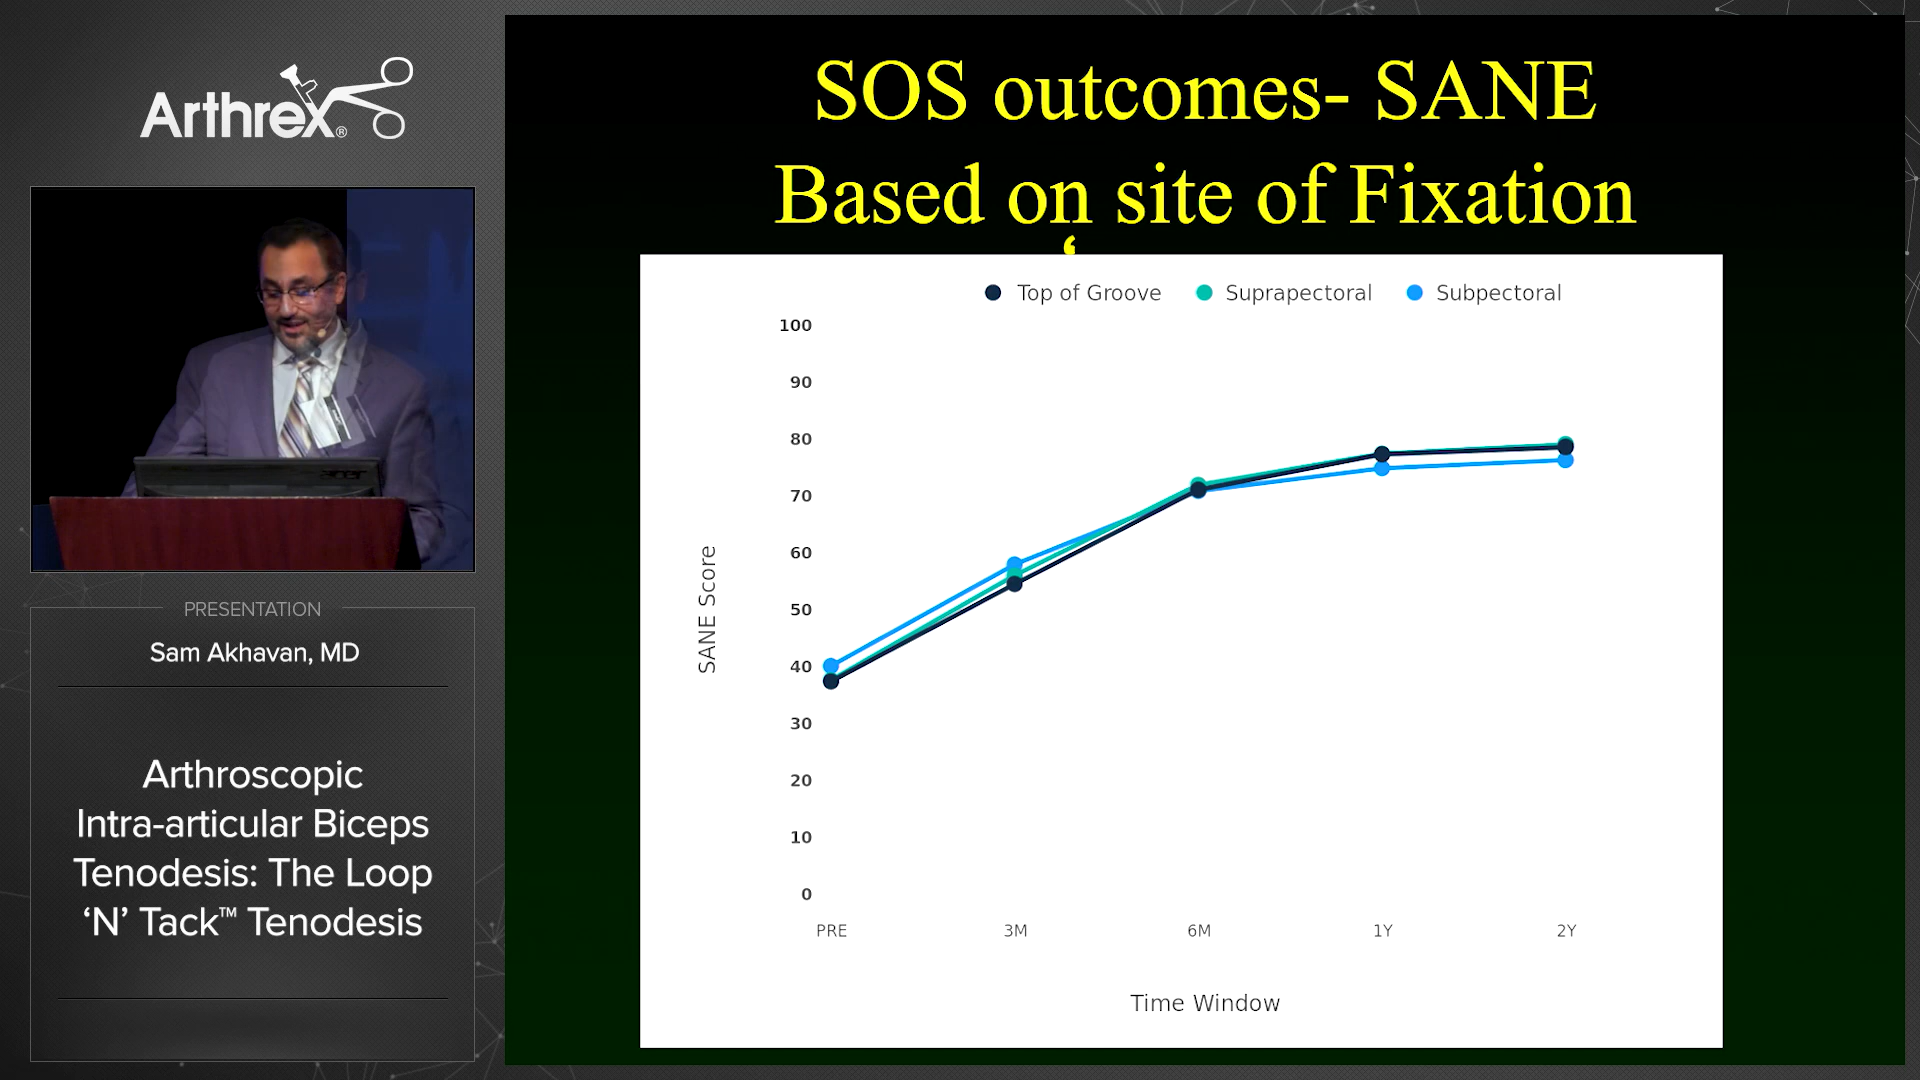 Arthrex®
PRESENTATION
Sam Akhavan, MD
Arthroscopic
Intra-articular Biceps
Tenodesis: The Loop
‘N’ Tack™ Tenodesis
SOS outcomes- SANE
Based on site of Fixation
‘
Top of Groove Suprapectoral Subpectoral
100
90
80
70
60
50
40
30
20
10
0
SANE Score
PRE 3M 6M 1Y 2Y
Time Window
acer